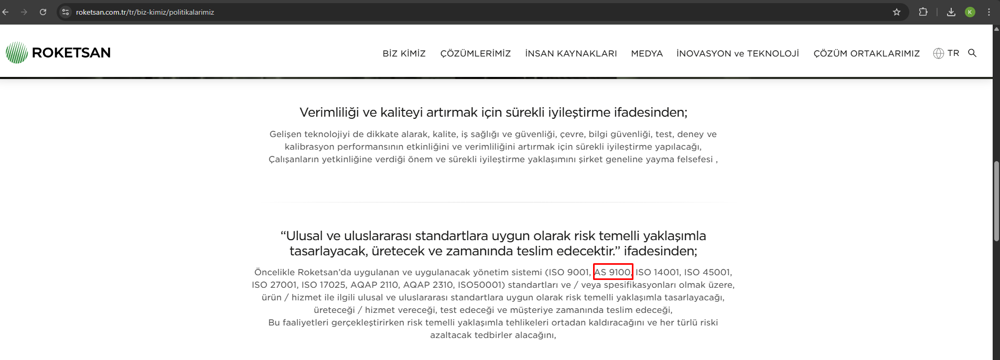 roketsan.com.tr/tr/biz-kimiz/politikalarimiz
K
ROKETSAN
BİZ KİMİZ
ÇÖZÜMLERİMİZ
İNSAN KAYNAKLARI
MEDYA
İNOVASYON ve TEKNOLOJİ
ÇÖZÜM ORTAKLARIMIZ
TR
Verimliliği ve kaliteyi artırmak için sürekli iyileştirme ifadesinden;
Gelişen teknolojiyi de dikkate alarak, kalite, iş sağlığı ve güvenliği, çevre, bilgi güvenliği, test, deney ve
kalibrasyon performansının etkinliğini ve verimliliğini artırmak için sürekli iyileştirme yapılacağı,
Çalışanların yetkinliğine verdiği önem ve sürekli iyileştirme yaklaşımını şirket geneline yayma felsefesi ,
“Ulusal ve uluslararası standartlara uygun olarak risk temelli yaklaşımla
tasarlayacak, üretecek ve zamanında teslim edecektir.” ifadesinden;
Öncelikle Roketsan’da uygulanan ve uygulanacak yönetim sistemi (ISO 9001, AS 9100, ISO 14001, ISO 45001,
ISO 27001, ISO 17025, AQAP 2110, AQAP 2310, ISO50001) standartları ve / veya spesifikasyonları olmak üzere,
ürün / hizmet ile ilgili ulusal ve uluslararası standartlara uygun olarak risk temelli yaklaşımla tasarlayacağı,
üreteceği / hizmet vereceği, test edeceği ve müşteriye zamanında teslim edeceği,
Bu faaliyetleri gerçekleştirirken risk temelli yaklaşımla tehlikeleri ortadan kaldıracağını ve her türlü riski
azaltacak tedbirler alacağını,